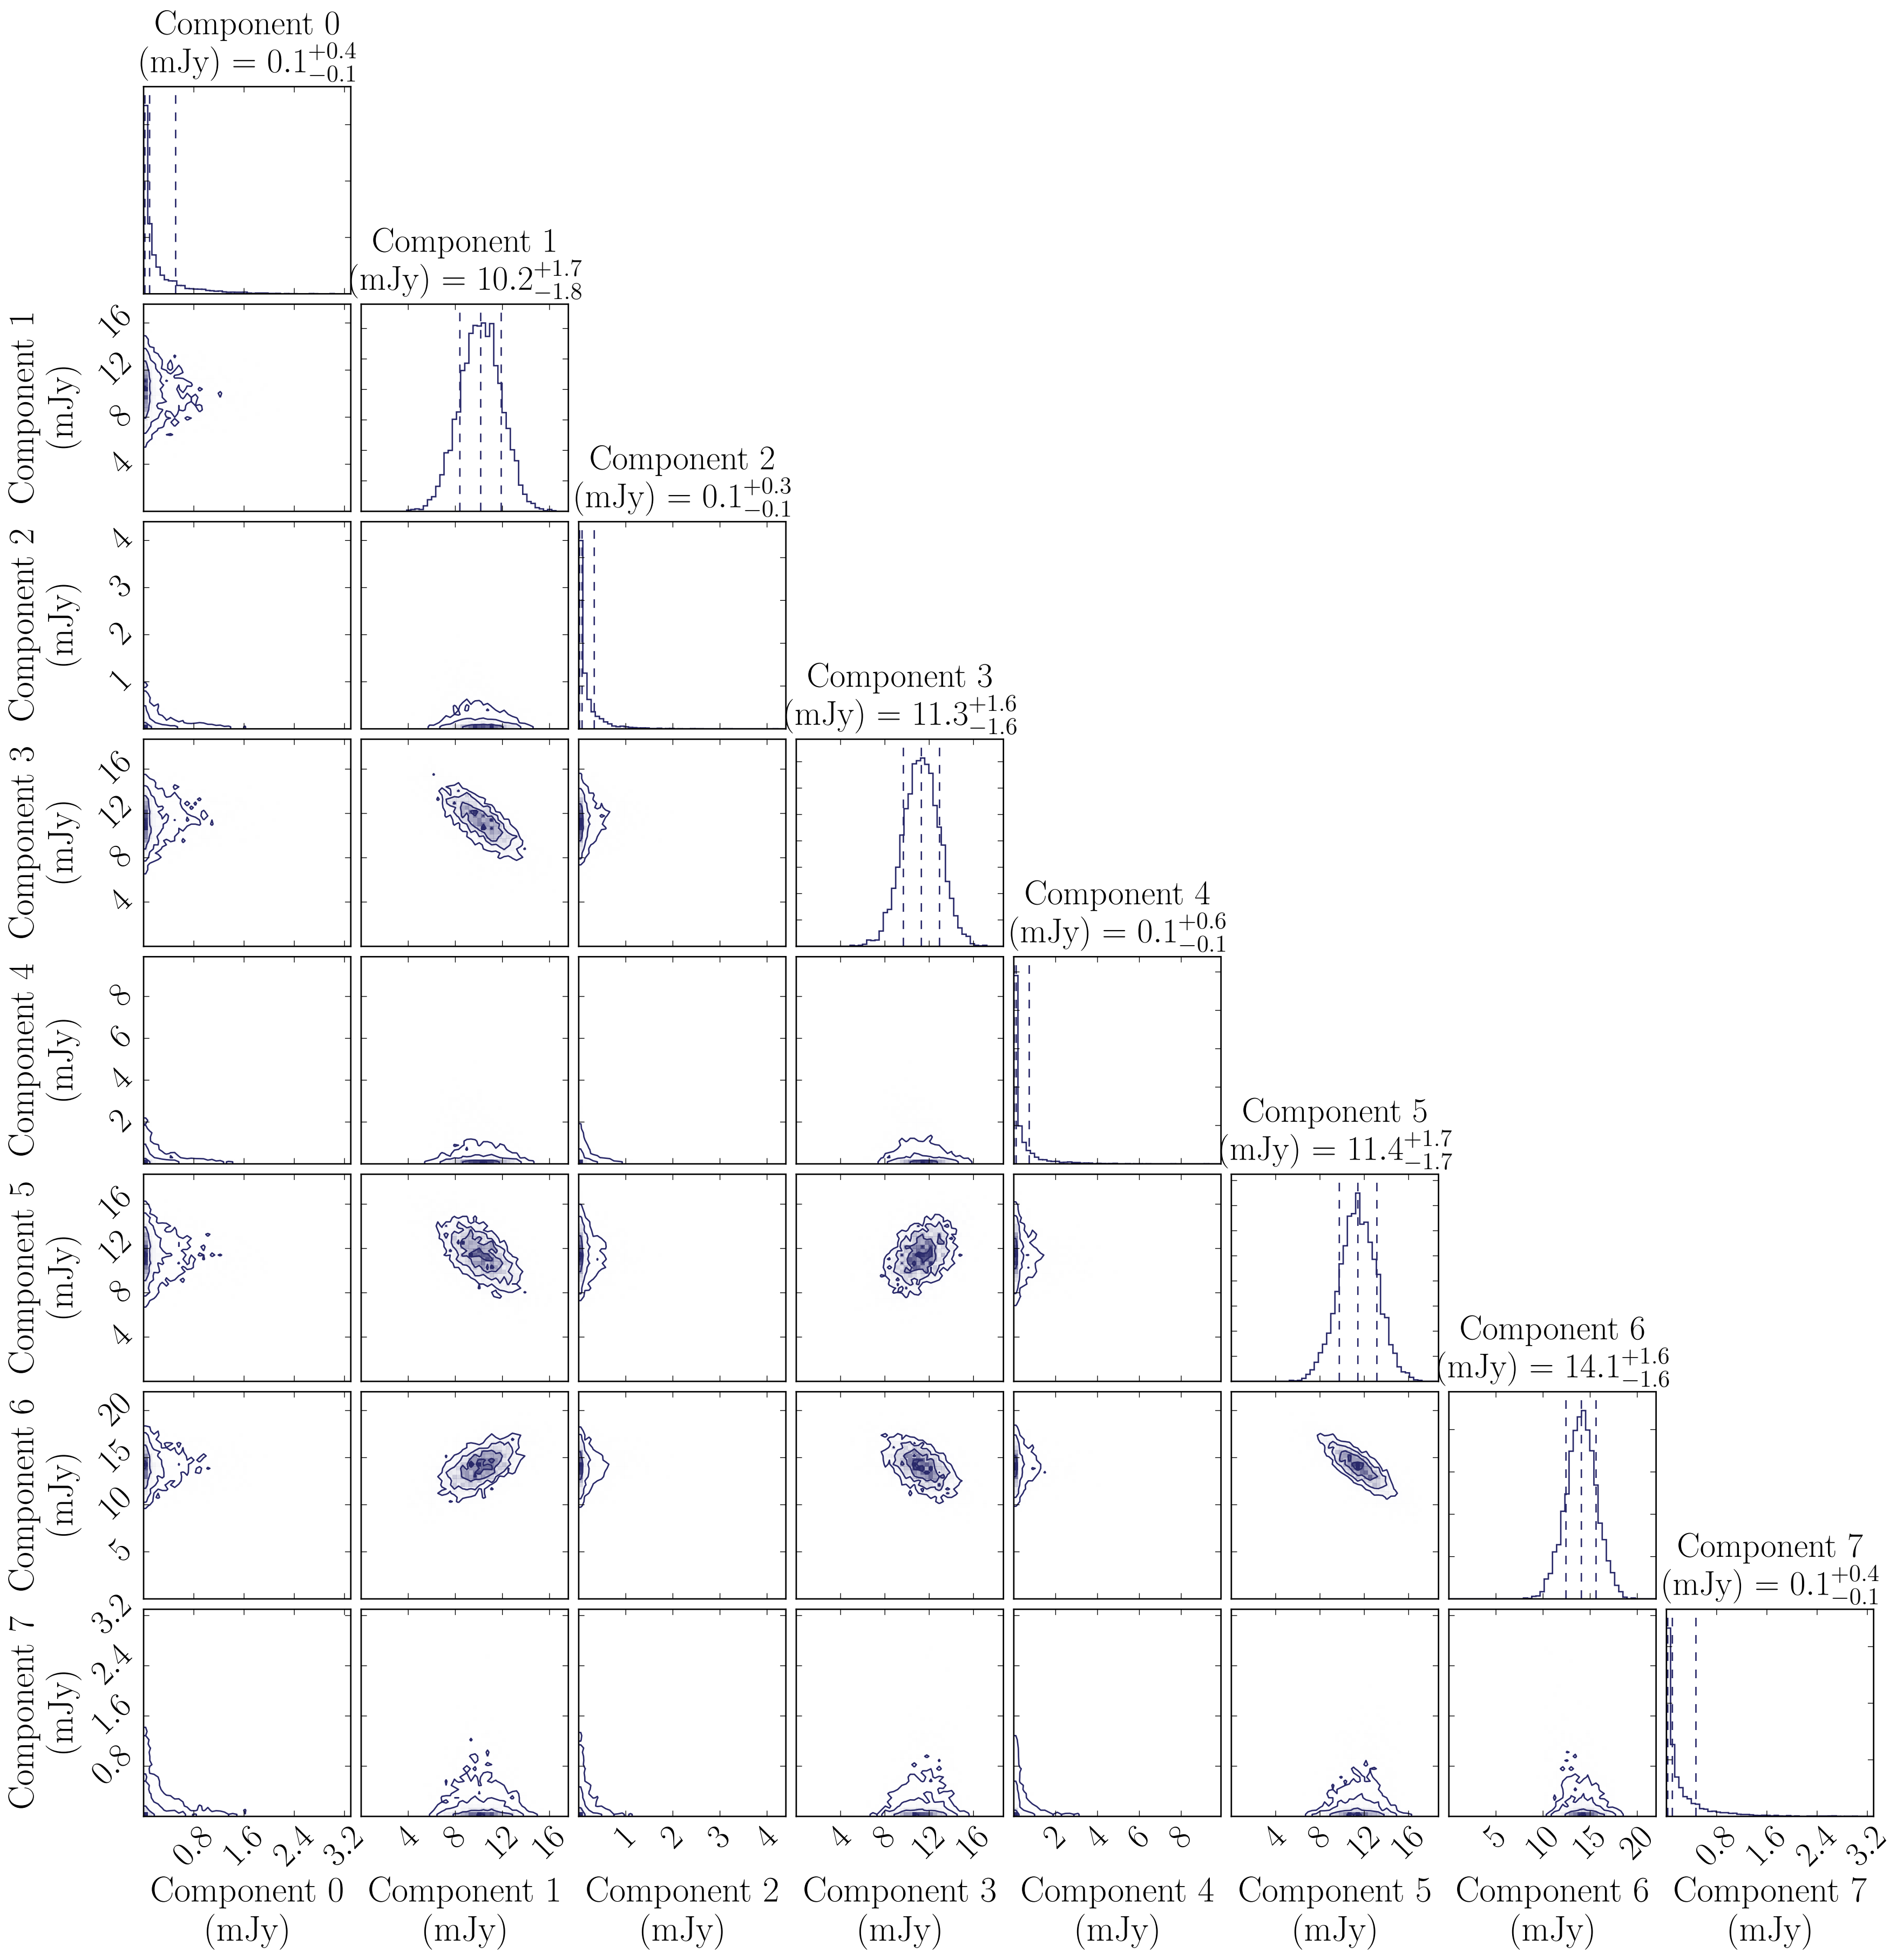 Component 0
(mJy) = 0.1^{+0.4}_{−0.1}
Component 1
(mJy) = 10.2^{+1.7}_{−1.8}
Component 1
(mJy)
16
12
8
4
Component 2
(mJy) = 0.1^{+0.3}_{−0.1}
Component 2
(mJy)
4
3
2
1
Component 3
(mJy) = 11.3^{+1.6}_{−1.6}
Component 3
(mJy)
16
12
8
4
Component 4
(mJy) = 0.1^{+0.6}_{−0.1}
Component 4
(mJy)
8
6
4
2
Component 5
(mJy) = 11.4^{+1.7}_{−1.7}
Component 5
(mJy)
16
12
8
4
Component 6
(mJy) = 14.1^{+1.6}_{−1.6}
Component 6
(mJy)
20
15
10
5
Component 7
(mJy) = 0.1^{+0.4}_{−0.1}
Component 7
(mJy)
3.2
2.4
1.6
0.8
0.8 1.6 2.4 3.2 4 8 12 16 1 2 3 4 4 8 12 16 2 4 6 8 4 8 12 16 5 10 15 20 0.8 1.6 2.4 3.2
Component 0 Component 1 Component 2 Component 3 Component 4 Component 5 Component 6 Component 7
(mJy) (mJy) (mJy) (mJy) (mJy) (mJy) (mJy) (mJy)